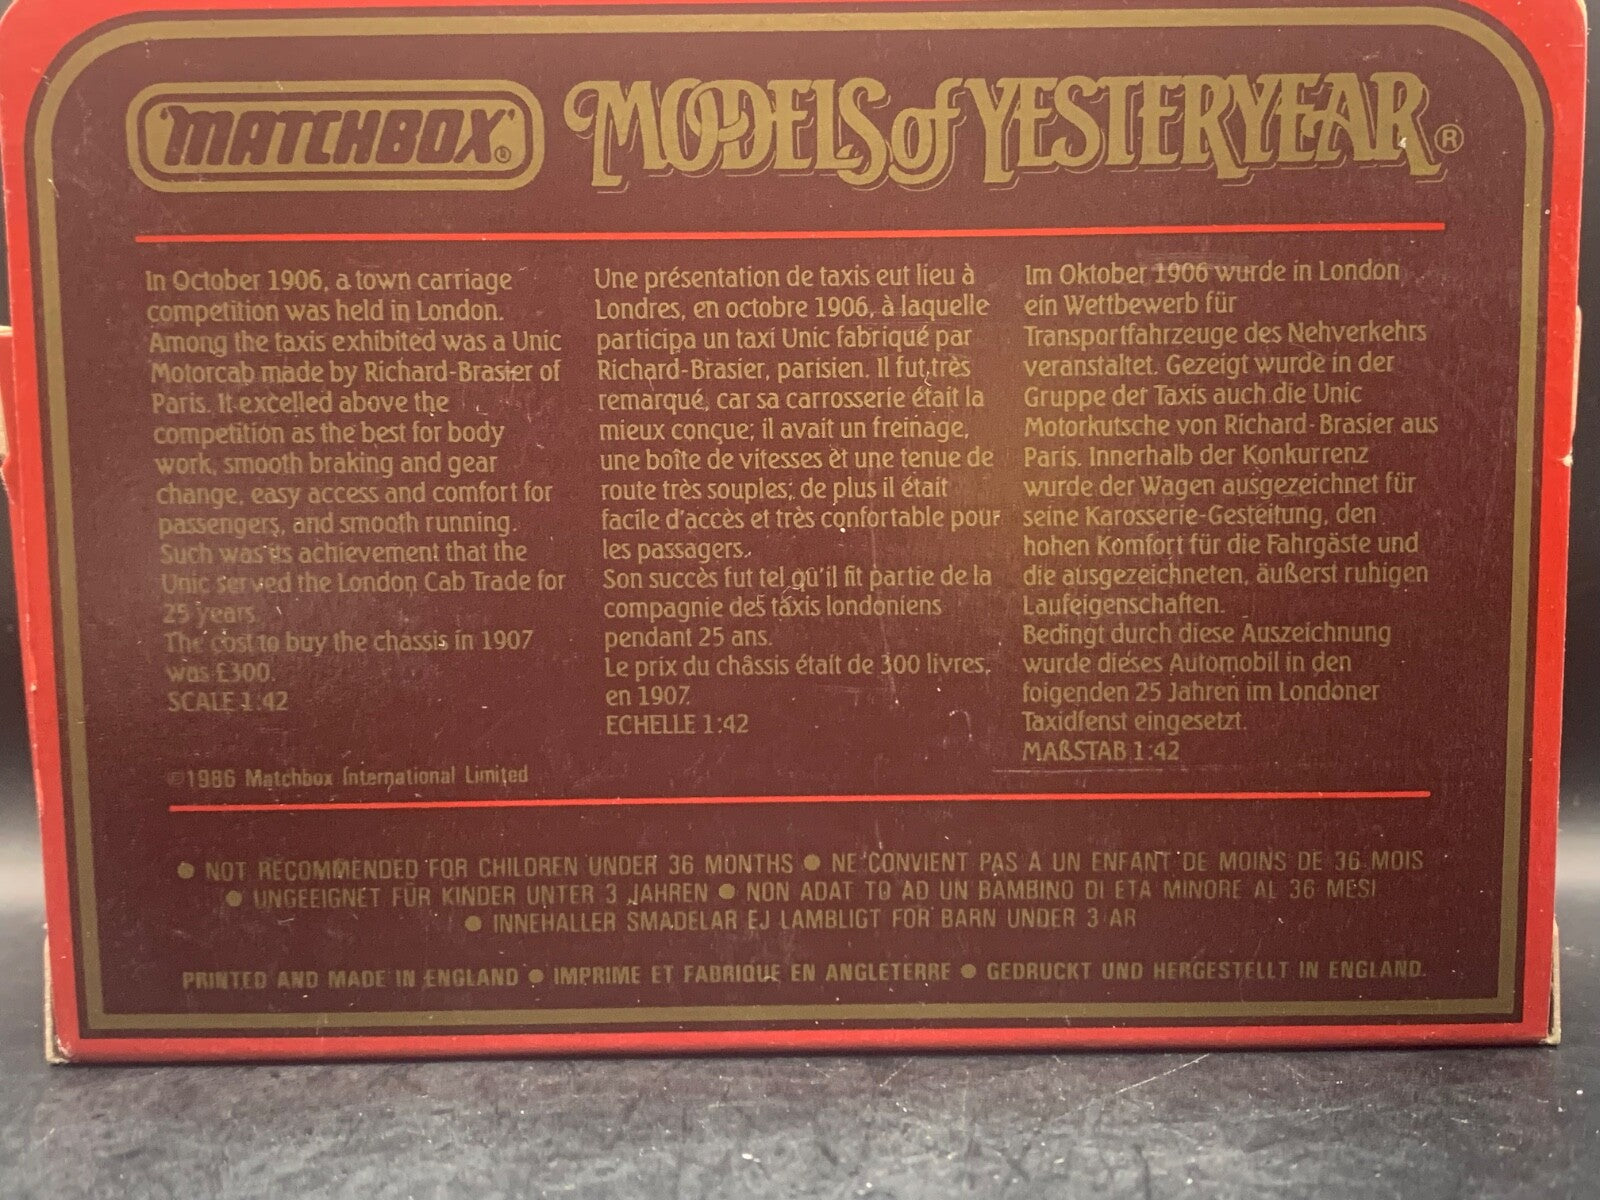 MATCHBOX® MODELS of YESTERYEAR®
In October 1906, a town carriage
competition was held in London.
Among the taxis exhibited was a Unic
Motorcab made by Richard-Brasier of
Paris. It excelled above the
competition as the best for body
work, smooth braking and gear
change, easy access and comfort for
passengers, and smooth running.
Such was its achievement that the
Unic served the London Cab Trade for
25 years.
The cost to buy the chassis in 1907
was £300.
SCALE 1:42
©1986 Matchbox International Limited
Une présentation de taxis eut lieu à
Londres, en octobre 1906, à laquelle
participa un taxi Unic fabriqué par
Richard-Brasier, parisien. Il fut très
remarqué, car sa carrosserie était la
mieux conçue; il avait un freinage,
une boîte de vitesses et une tenue de
route très souples; de plus il était
facile d'accès et très confortable pour
les passagers.
Son succès fut tel qu'il fit partie de la
compagnie des taxis londoniens
pendant 25 ans.
Le prix du châssis était de 300 livres,
en 1907.
ECHELLE 1:42
Im Oktober 1906 wurde in London
ein Wettbewerb für
Transportfahrzeuge des Nehverkehrs
veranstaltet. Gezeigt wurde in der
Gruppe der Taxis auch die Unic
Motorkutsche von Richard-Brasier aus
Paris. Innerhalb der Konkurrenz
wurde der Wagen ausgezeichnet für
seine Karosserie-Gesteitung, den
hohen Komfort für die Fahrgäste und
die ausgezeichneten, äußerst ruhigen
Laufeigenschaften.
Bedingt durch diese Auszeichnung
wurde dieses Automobil in den
foigenden 25 Jahren im Londoner
Taxidfenst eingesetzt.
MAßSTAB 1:42
● NOT RECOMMENDED FOR CHILDREN UNDER 36 MONTHS ● NE CONVIENT PAS A UN ENFANT DE MOINS DE 36 MOIS
● UNGEEIGNET FÜR KINDER UNTER 3 JAHREN ● NON ADAT TO AD UN BAMBINO DI ETA MINORE AL 36 MESI
● INNEHALLER SMADELAR EJ LAMBLIGT FOR BARN UNDER 3 AR
PRINTED AND MADE IN ENGLAND ● IMPRIME ET FABRIQUE EN ANGLETERRE ● GEDRUCKT UND HERGESTELLT IN ENGLAND.